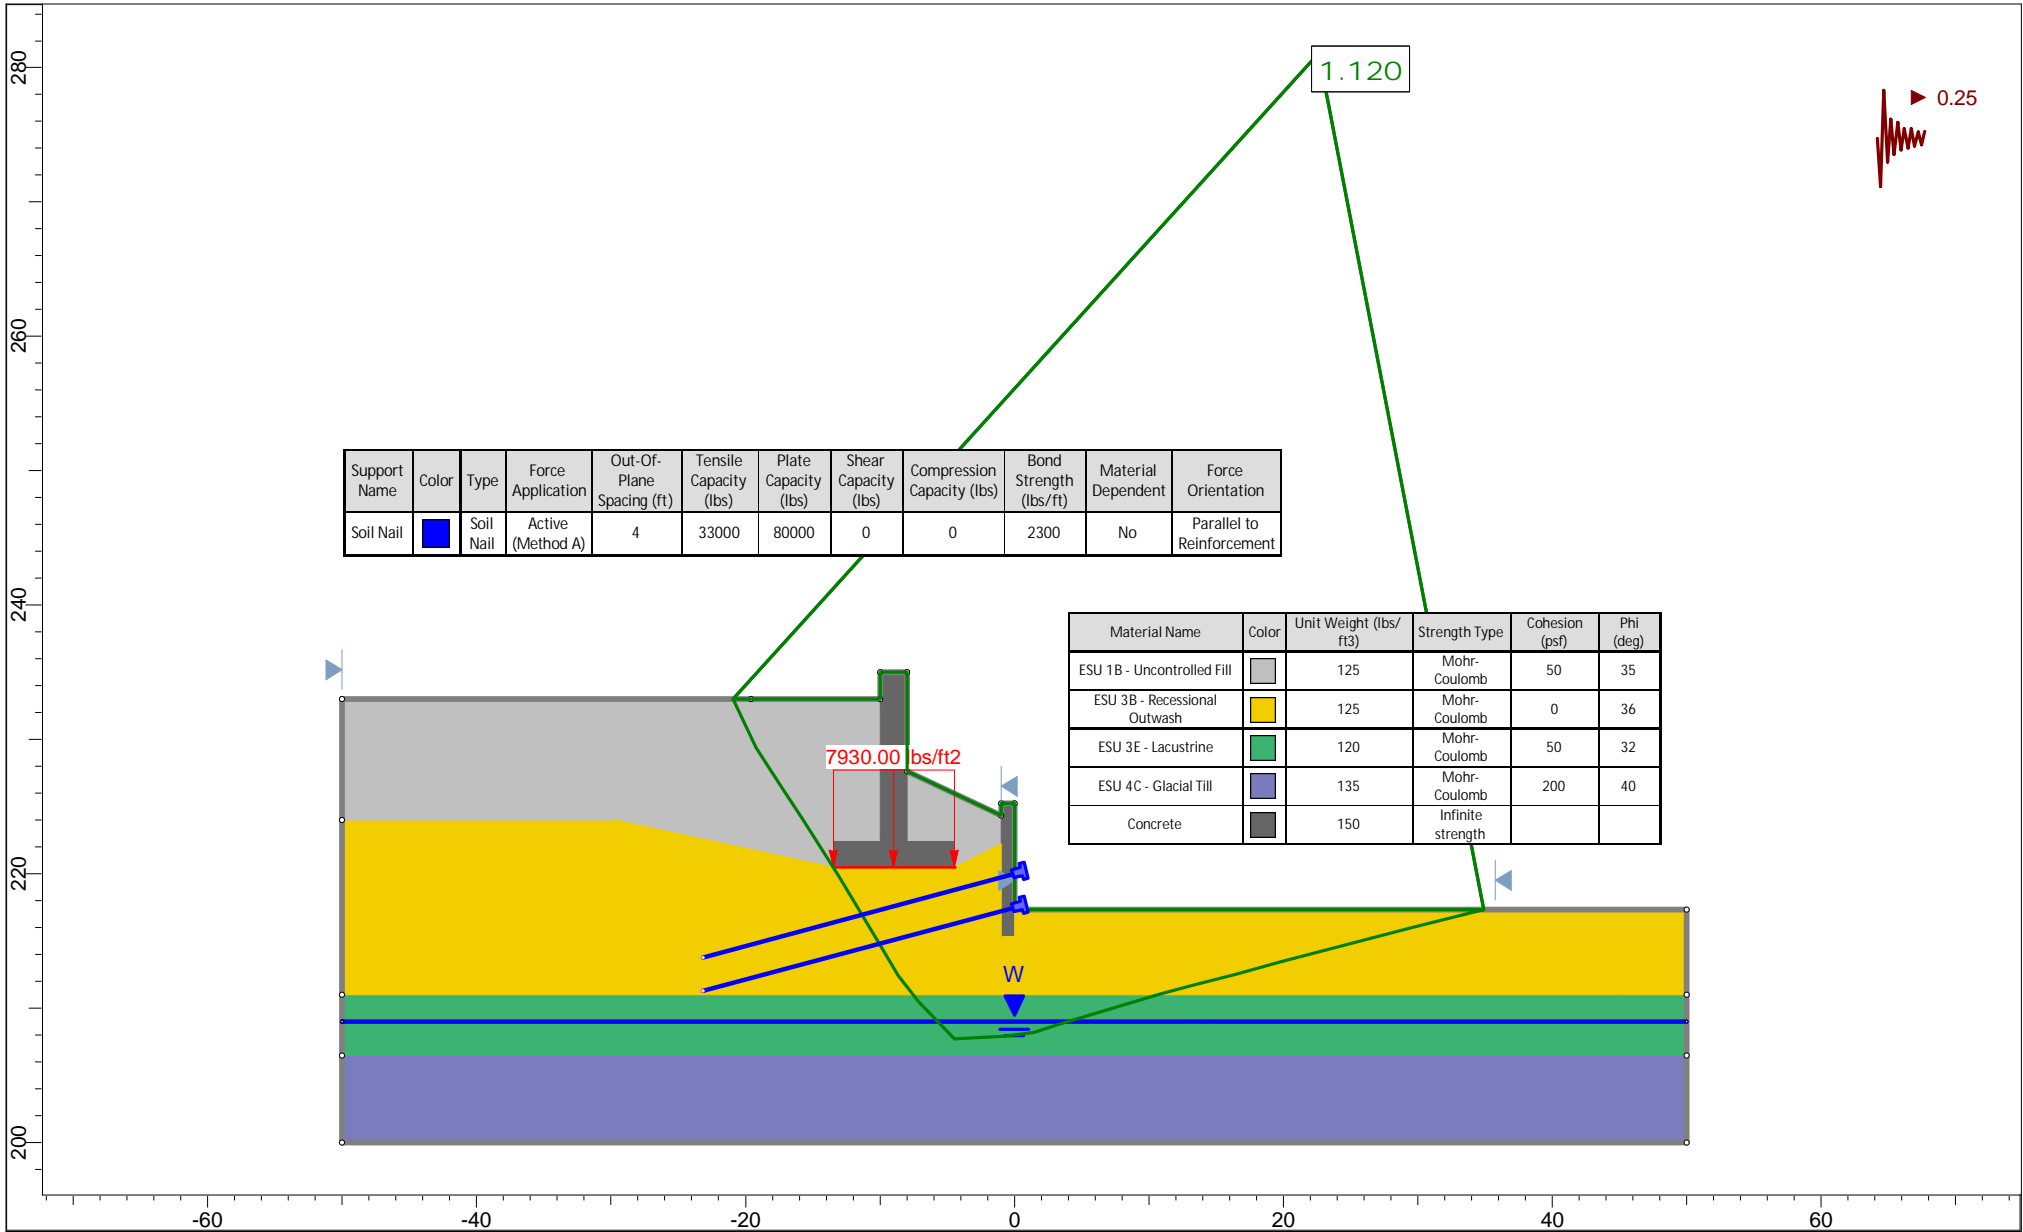 280
260
240
220
200
1.120
0.25
Support Name Color Type Force Application Out-Of-Plane Spacing (ft) Tensile Capacity (lbs) Plate Capacity (lbs) Shear Capacity (lbs) Compression Capacity (lbs) Bond Strength (lbs/ft) Material Dependent Force Orientation
Soil Nail Soil Nail Active (Method A) 4 33000 80000 0 0 2300 No Parallel to Reinforcement
Material Name Color Unit Weight (lbs/ft3) Strength Type Cohesion (psf) Phi (deg)
ESU 1B - Uncontrolled Fill 125 Mohr-Coulomb 50 35
ESU 3B - Recessional Outwash 125 Mohr-Coulomb 0 36
ESU 3E - Lacustrine 120 Mohr-Coulomb 50 32
ESU 4C - Glacial Till 135 Mohr-Coulomb 200 40
Concrete 150 Infinite strength
7930.00 lbs/ft2
W
-60 -40 -20 0 20 40 60